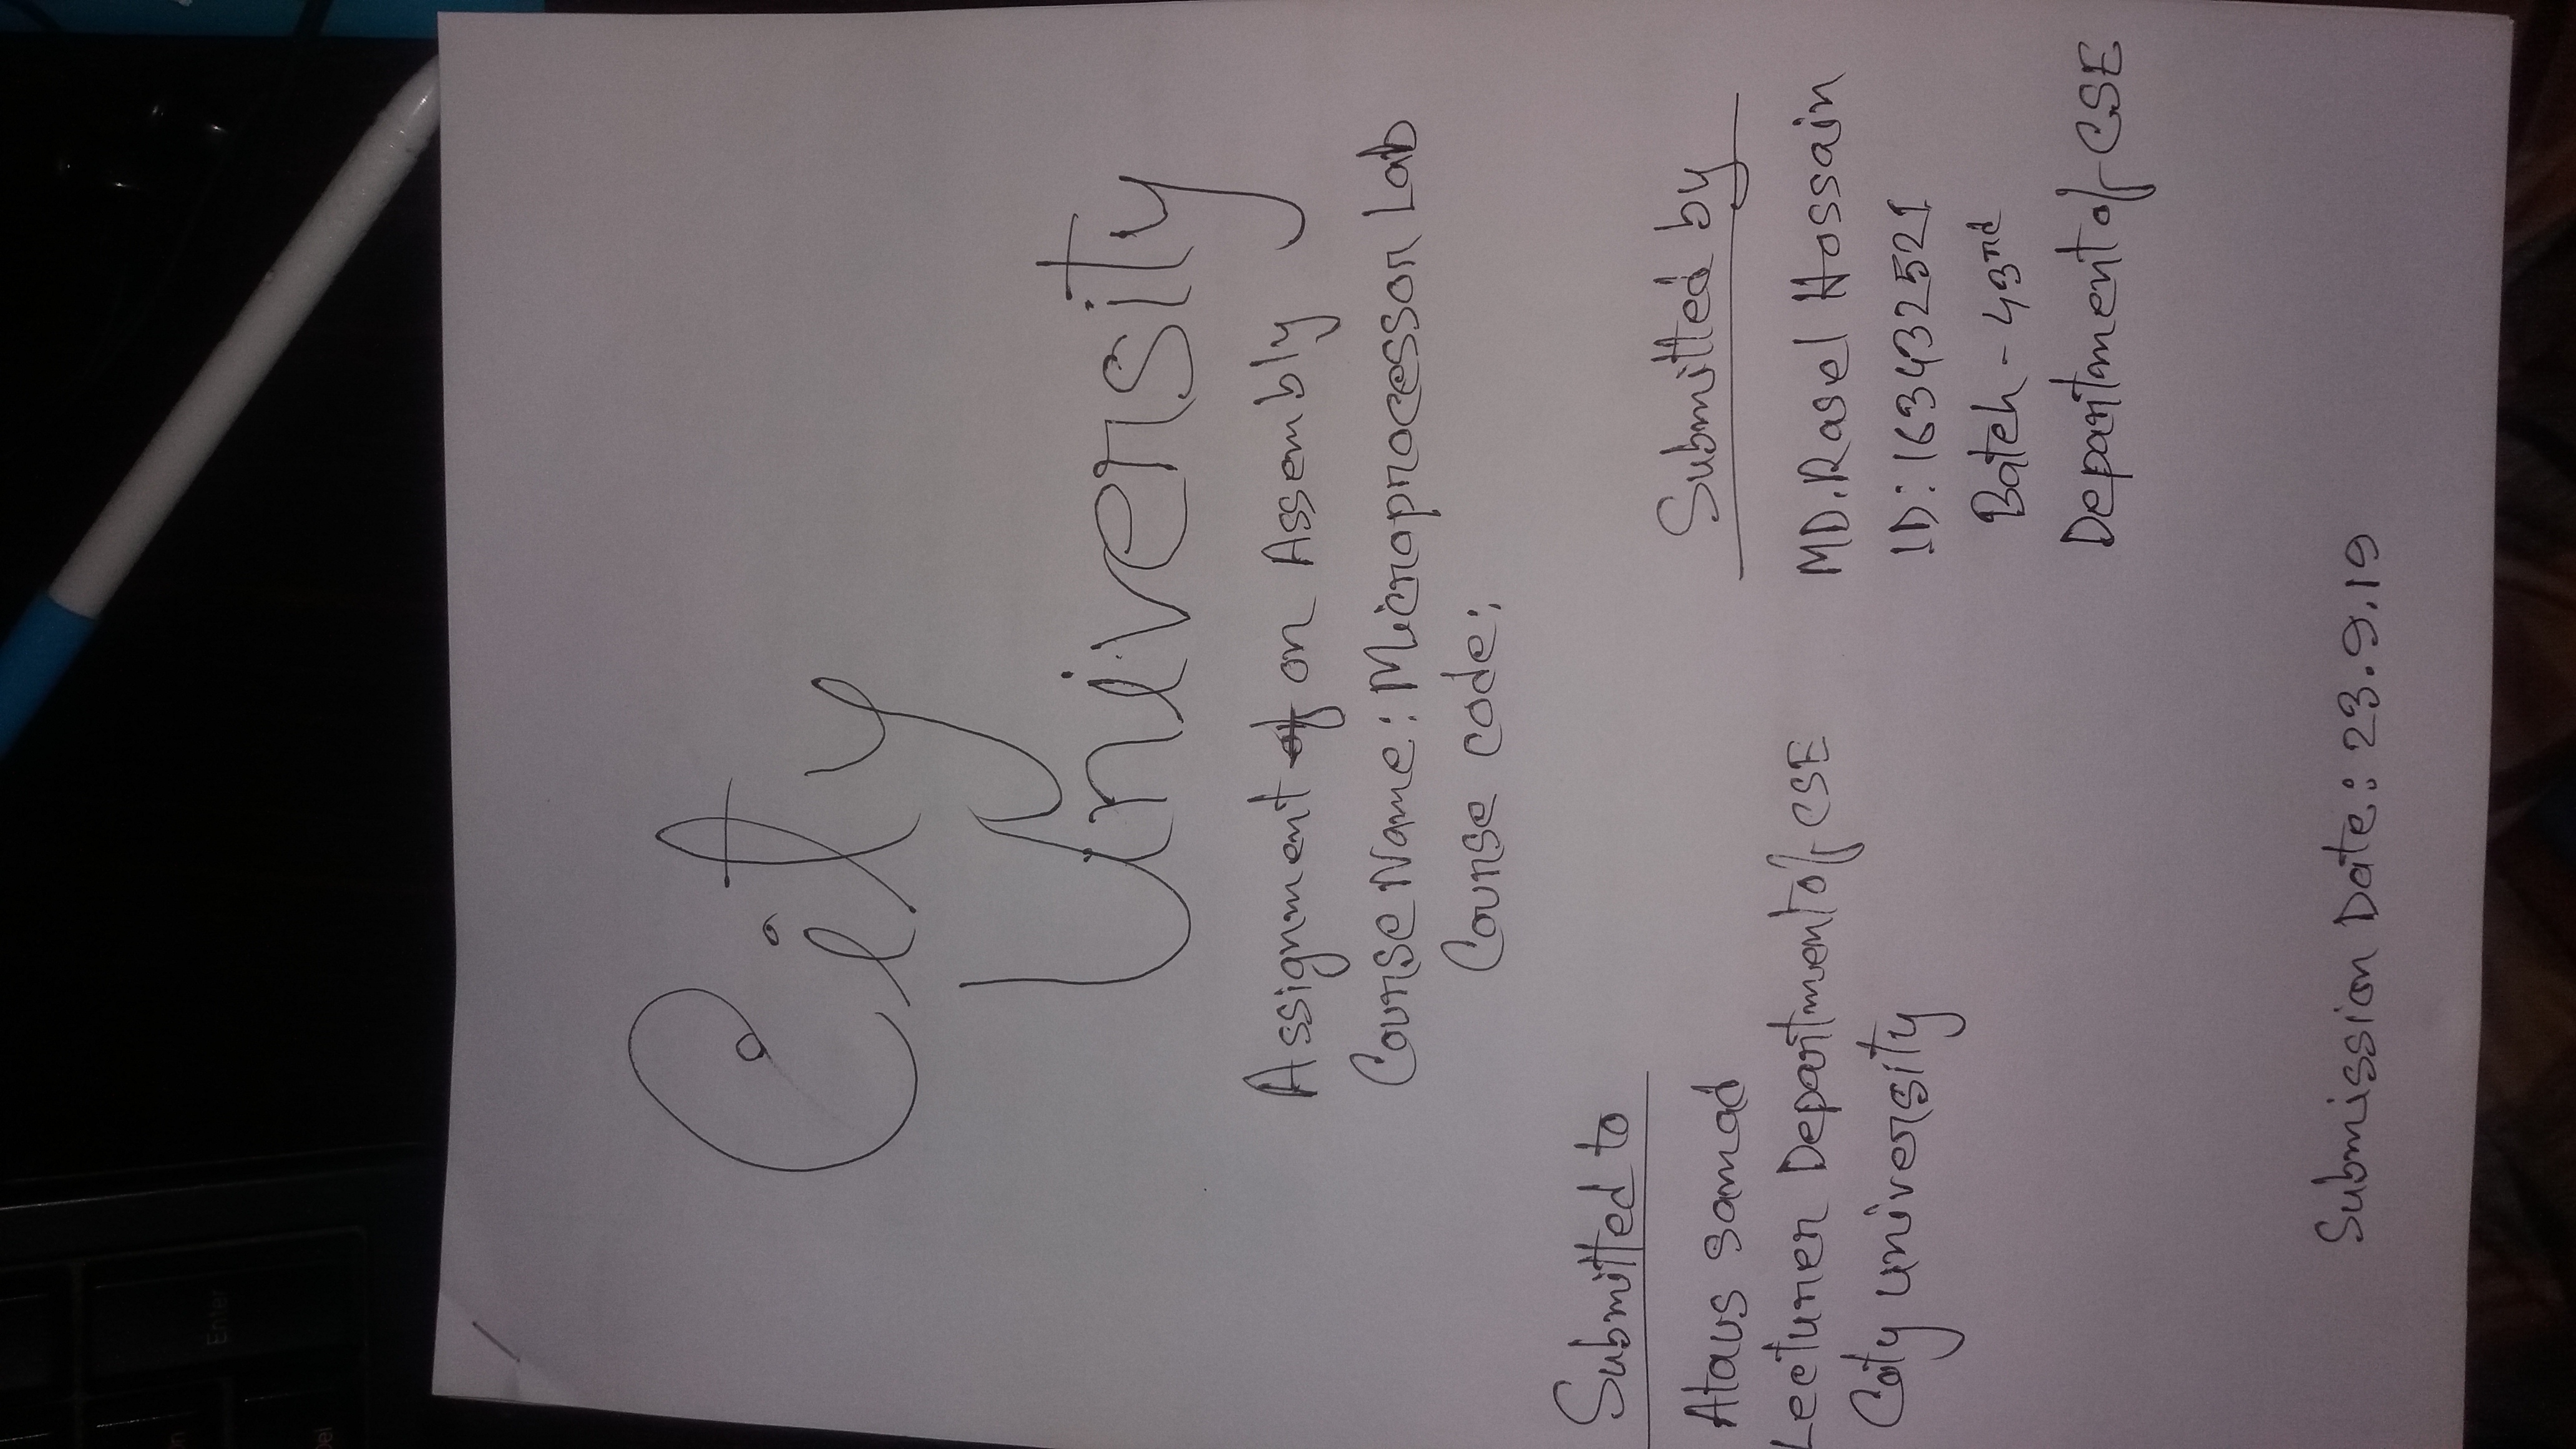 Enter
Del
City
University
Assignment of on Assembly
Course Name: Microprocessor Lab
Course code:
Submitted to
Ataus samad
Lecturer Department of CSE
City university
Submitted by
MD. Rasel Hossain
ID: 163432521
Batch - 43nd
Department of CSE
Submission Date: 23.9.19